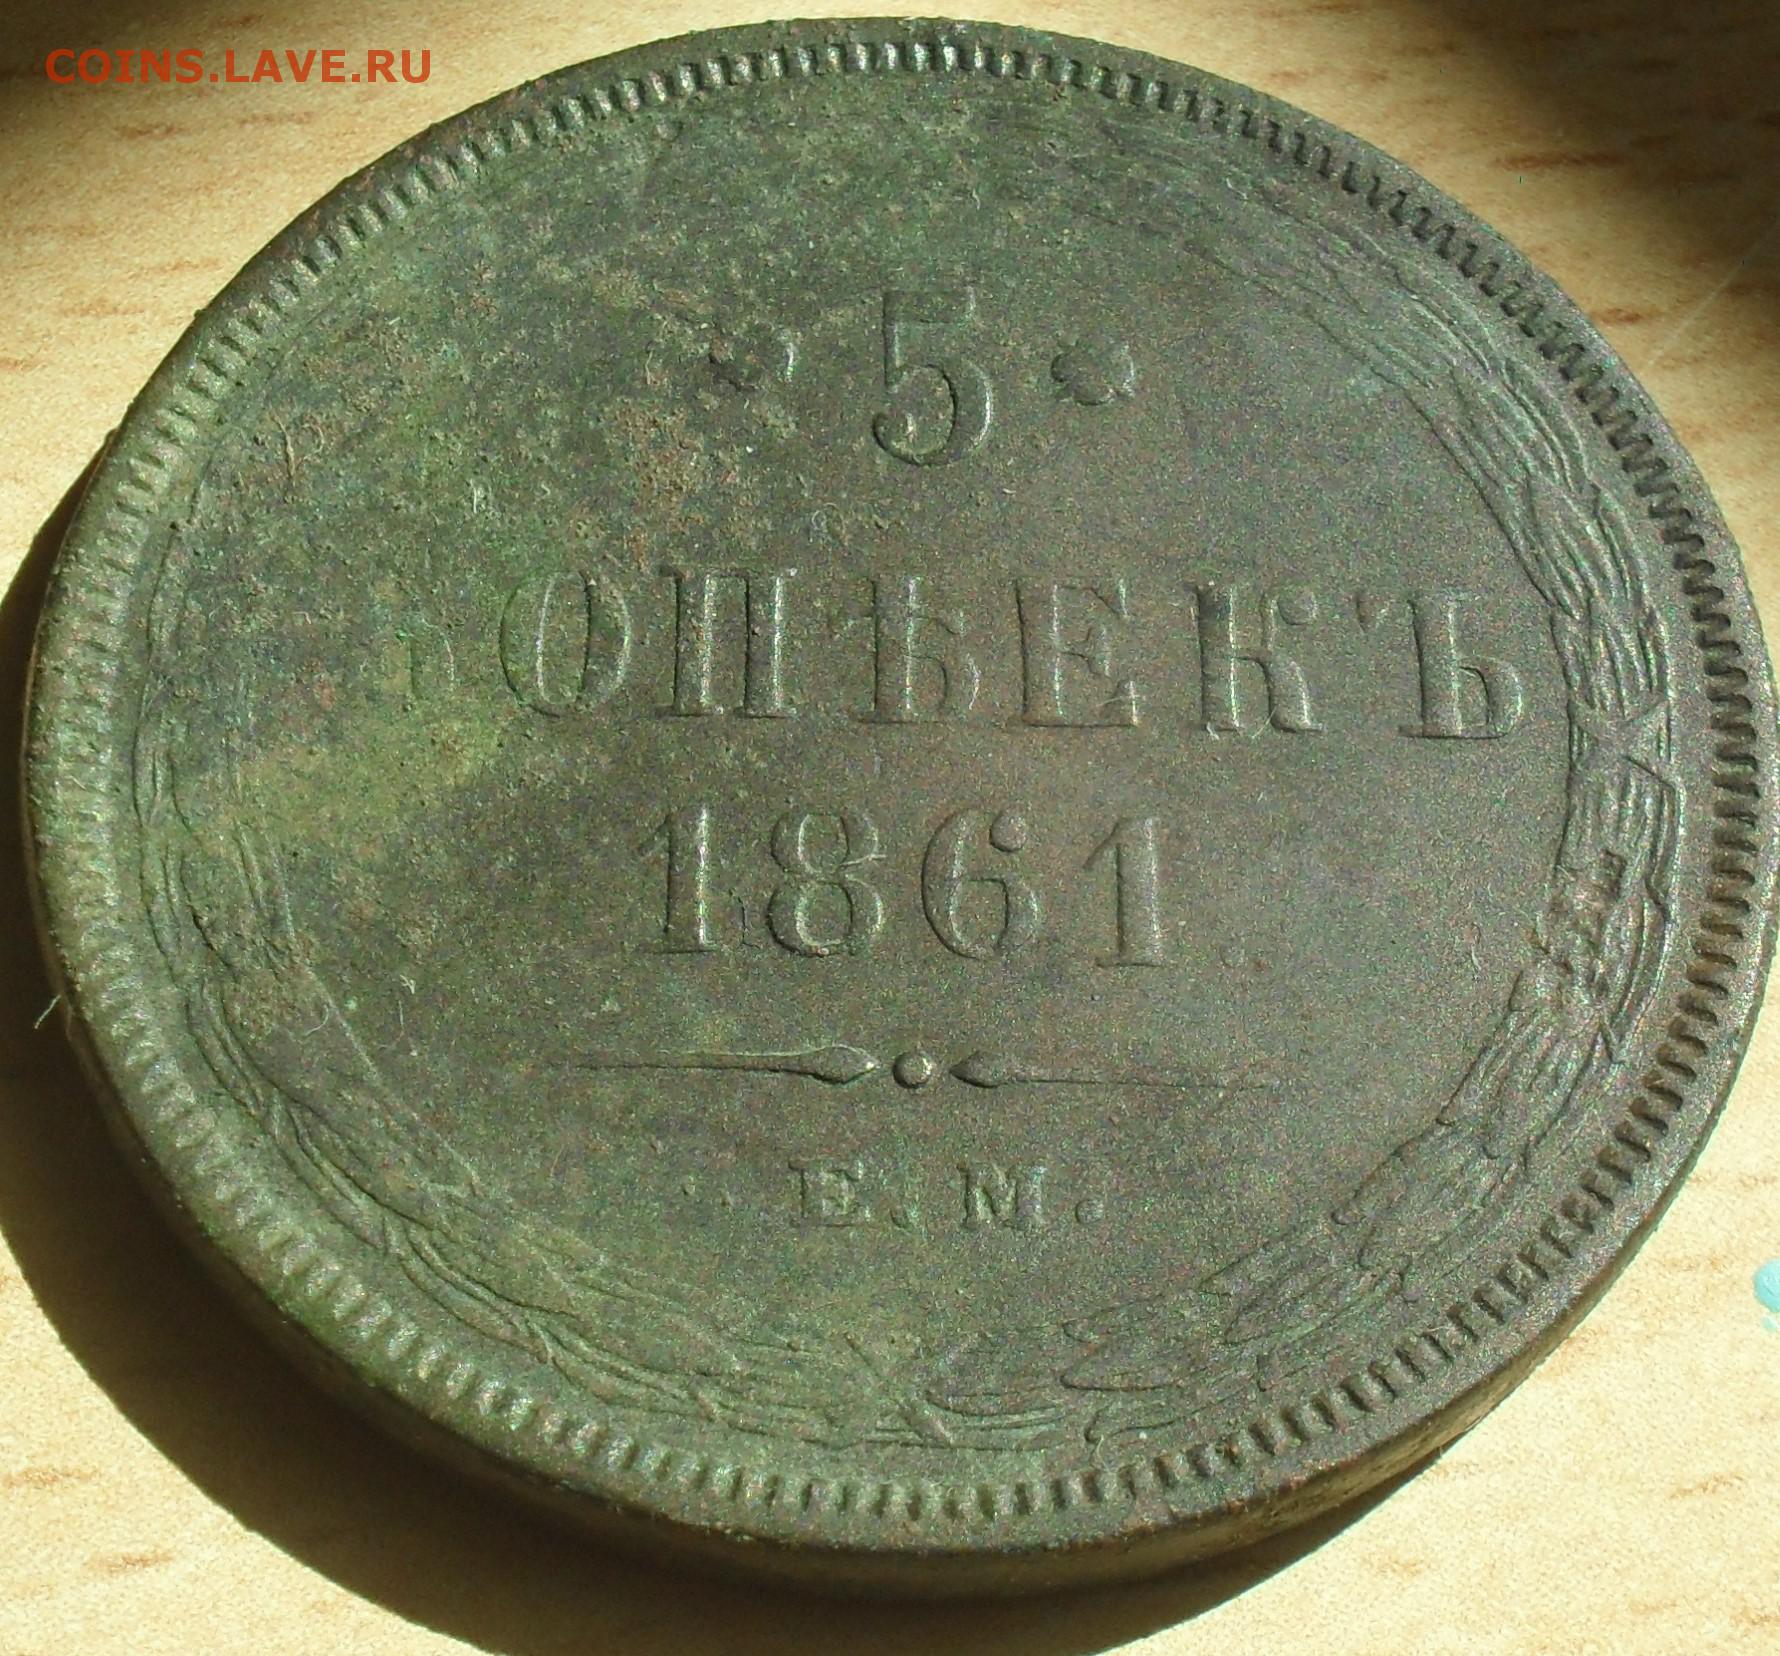 COINS.LAVE.RU
* 5 *
КОПѢЕКЪ
1861.
Е. М.